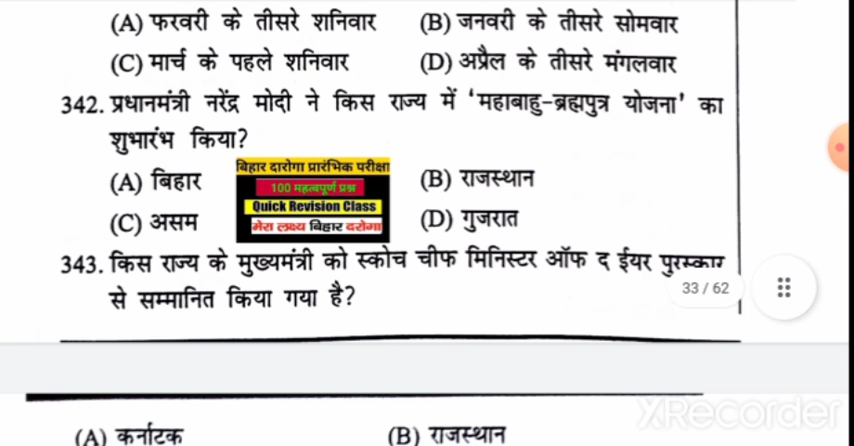 (A) फरवरी के तीसरे शनिवार (B) जनवरी के तीसरे सोमवार
(C) मार्च के पहले शनिवार (D) अप्रैल के तीसरे मंगलवार
342. प्रधानमंत्री नरेंद्र मोदी ने किस राज्य में 'महाबाहु-ब्रह्मपुत्र योजना' का
शुभारंभ किया?
(A) बिहार (B) राजस्थान
(C) असम (D) गुजरात
बिहार दारोगा प्रारंभिक परीक्षा
100 महत्वपूर्ण प्रश्न
Quick Revision Class
मेरा लक्ष्य बिहार दरोगा
343. किस राज्य के मुख्यमंत्री को स्कोच चीफ मिनिस्टर ऑफ द ईयर पुरस्कार
से सम्मानित किया गया है?
33 / 62
XRecorder
(A) कर्नाटक (B) राजस्थान